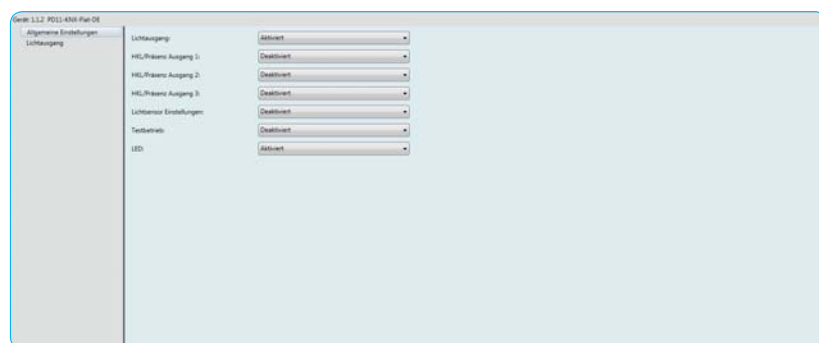 Gerät: 1.1.2 PD11-KNX-Flat-DE
Allgemeine Einstellungen
Lichtausgang
Lichtausgang: Aktiviert
HKL/Präsenz Ausgang 1: Deaktiviert
HKL/Präsenz Ausgang 2: Deaktiviert
HKL/Präsenz Ausgang 3: Deaktiviert
Lichtsensor Einstellungen: Deaktiviert
Testbetrieb: Deaktiviert
LED: Aktiviert